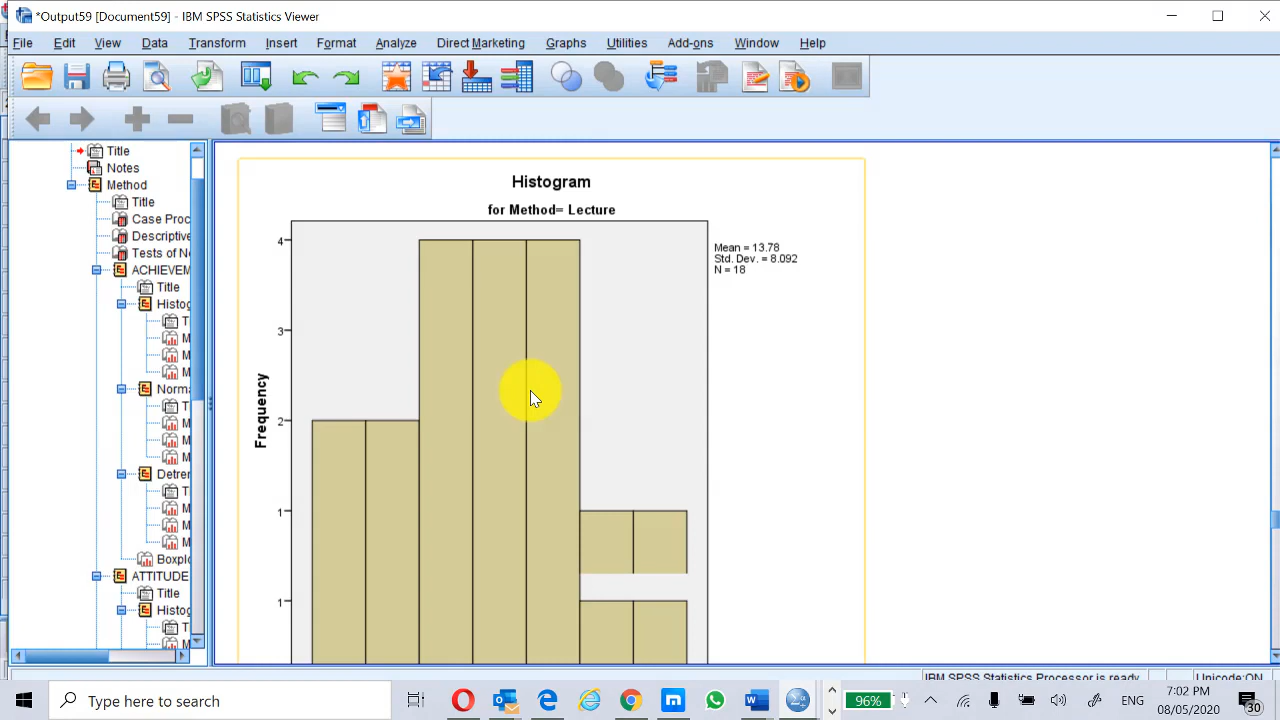 *Output59 [Document59] - IBM SPSS Statistics Viewer
File Edit View Data Transform Insert Format Analyze Direct Marketing Graphs Utilities Add-ons Window Help
Title
Notes
Method
Title
Case Proc
Descriptive
Tests of N
ACHIEVEM
Title
Histog
T
M
M
M
Norma
T
M
M
M
Detrer
T
M
M
M
Boxpl
ATTITUDE
Title
Histog
T
M
Histogram
for Method= Lecture
Mean = 13.78
Std. Dev. = 8.092
N = 18
Frequency
4
3
2
1
1
IBM SPSS Statistics Processor is ready
Unicode:ON
Type here to search
96%
ENG
7:02 PM
08/05/2020
30